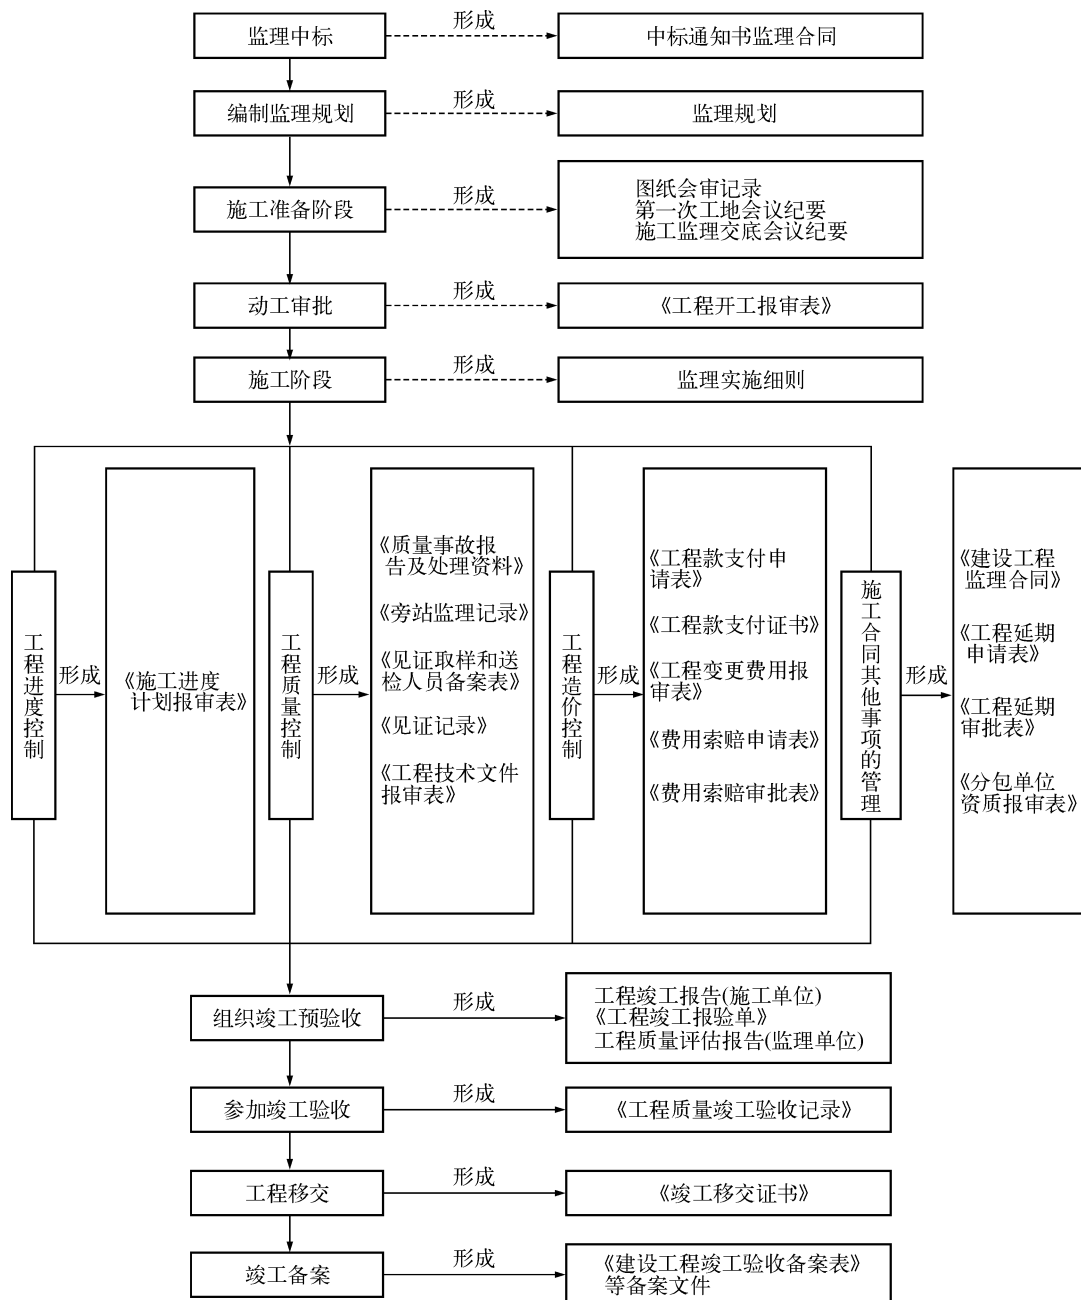 监理中标
形成
中标通知书监理合同
编制监理规划
形成
监理规划
施工准备阶段
形成
图纸会审记录
第一次工地会议纪要
施工监理交底会议纪要
动工审批
形成
《工程开工报审表》
施工阶段
形成
监理实施细则
工程进度控制
形成
《施工进度
计划报审表》
工程质量控制
形成
《质量事故报
告及处理资料》
《旁站监理记录》
《见证取样和送
检人员备案表》
《见证记录》
《工程技术文件
报审表》
工程造价控制
形成
《工程款支付申
请表》
《工程款支付证书》
《工程变更费用报
审表》
《费用索赔申请表》
《费用索赔审批表》
施工合同其他事项的管理
形成
《建设工程
监理合同》
《工程延期
申请表》
《工程延期
审批表》
《分包单位
资质报审表》
组织竣工预验收
形成
工程竣工报告(施工单位)
《工程竣工报验单》
工程质量评估报告(监理单位)
参加竣工验收
形成
《工程质量竣工验收记录》
工程移交
形成
《竣工移交证书》
竣工备案
形成
《建设工程竣工验收备案表》
等备案文件